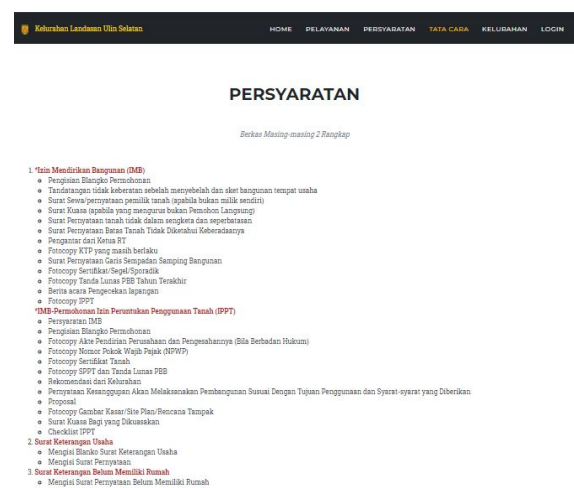 Kelurahan Landasan Ulin Selatan
HOME PELAYANAN PERSYARATAN TATA CARA KELURAHAN LOGIN
PERSYARATAN
Berkas Masing-masing 2 Rangkap
1. *Izin Mendirikan Bangunan (IMB)
Pengisian Blangko Permohonan
Tandatangan tidak keberatan sebelah menyebelah dan sket bangunan tempat usaha
Surat Sewa/pernyataan pemilik tanah (apabila bukan milik sendiri)
Surat Kuasa (apabila yang mengurus bukan Pemohon Langsung)
Surat Pernyataan tanah tidak dalam sengketa dan seperbatasan
Surat Pernyataan Batas Tanah Tidak Diketahui Keberadaanya
Pengantar dari Ketua RT
Fotocopy KTP yang masih berlaku
Surat Pernyataan Garis Sempadan Samping Bangunan
Fotocopy Sertifikat/Segel/Sporadik
Fotocopy Tanda Lunas PBB Tahun Terakhir
Berita acara Pengecekan lapangan
Fotocopy IPPT
*IMB-Permohonan Izin Peruntukan Penggunaan Tanah (IPPT)
Persyaratan IMB
Pengisian Blangko Permohonan
Fotocopy Akte Pendirian Perusahaan dan Pengesahannya (Bila Berbadan Hukum)
Fotocopy Nomor Pokok Wajib Pajak (NPWP)
Fotocopy Sertifikat Tanah
Fotocopy SPPT dan Tanda Lunas PBB
Rekomendasi dari Kelurahan
Pernyataan Kesanggupan Akan Melaksanakan Pembangunan Susuai Dengan Tujuan Penggunaan dan Syarat-syarat yang Diberikan
Proposal
Fotocopy Gambar Kasar/Site Plan/Rencana Tampak
Surat Kuasa Bagi yang Dikuasakan
Checklist IPPT
2. Surat Keterangan Usaha
Mengisi Blanko Surat Keterangan Usaha
Mengisi Surat Pernyataan
3. Surat Keterangan Belum Memiliki Rumah
Mengisi Surat Pernyataan Belum Memiliki Rumah